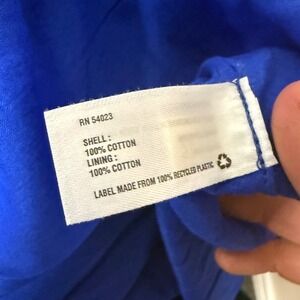 RN 54023
SHELL :
100% COTTON
LINING :
100% COTTON
LABEL MADE FROM 100% RECYCLED PLASTIC